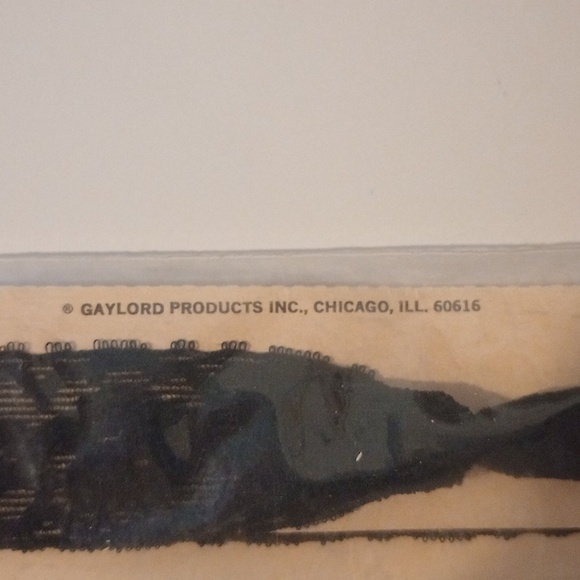 ® GAYLORD PRODUCTS INC., CHICAGO, ILL. 60616